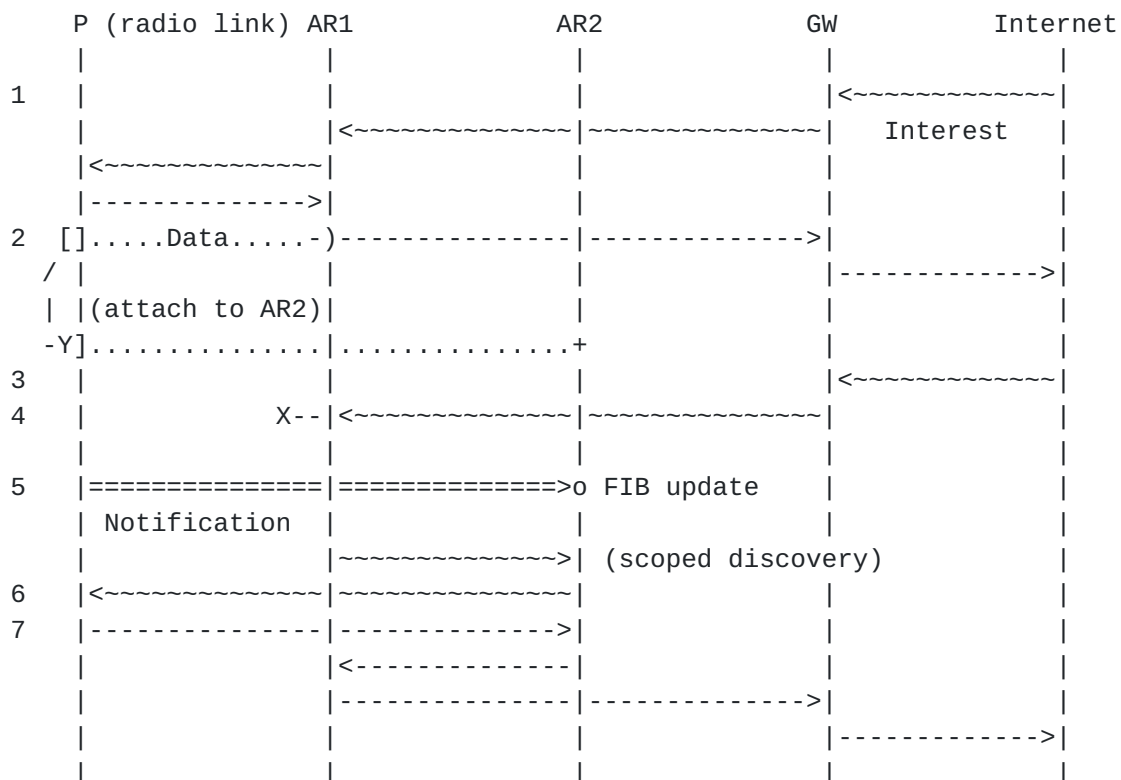 P (radio link) AR1                AR2              GW          Internet
     |               |               |               |              |
1    |               |               |               |<~~~~~~~~~~~~~|
     |               |<~~~~~~~~~~~~~~|~~~~~~~~~~~~~~~|   Interest   |
     |<~~~~~~~~~~~~~~|               |               |              |
     |-------------->|               |               |              |
2   [].....Data.....-)---------------|-------------->|              |
   / |               |               |               |------------->|
   | |(attach to AR2)|               |               |              |
   -Y]...............|...............+               |              |
3    |               |               |               |<~~~~~~~~~~~~~|
4    |            X--|<~~~~~~~~~~~~~~|~~~~~~~~~~~~~~~|              |
     |               |               |               |              |
5    |===============|==============>o FIB update    |              |
     | Notification  |               |               |              |
     |               |~~~~~~~~~~~~~~>| (scoped discovery)           |
6    |<~~~~~~~~~~~~~~|~~~~~~~~~~~~~~~|               |              |
7    |---------------|-------------->|               |              |
     |               |<--------------|               |              |
     |               |---------------|-------------->|              |
     |               |               |               |------------->|
     |               |               |               |              |